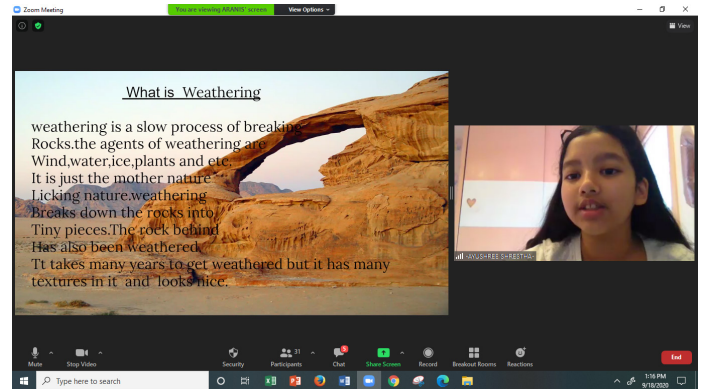 Zoom Meeting
You are viewing ARANIS' screen
View Options
View
What is Weathering
weathering is a slow process of breaking
Rocks.the agents of weathering are
Wind,water,ice,plants and etc.
It is just the mother nature
Licking nature.weathering
Breaks down the rocks into
Tiny pieces.The rock behind
Has also been weathered
Tt takes many years to get weathered but it has many
textures in it and looks nice.
AAYUSHREE SHRESTHA
Mute
Stop Video
Security
31
Participants
5
Chat
Share Screen
Record
Breakout Rooms
Reactions
End
Type here to search
1:16 PM
9/18/2020